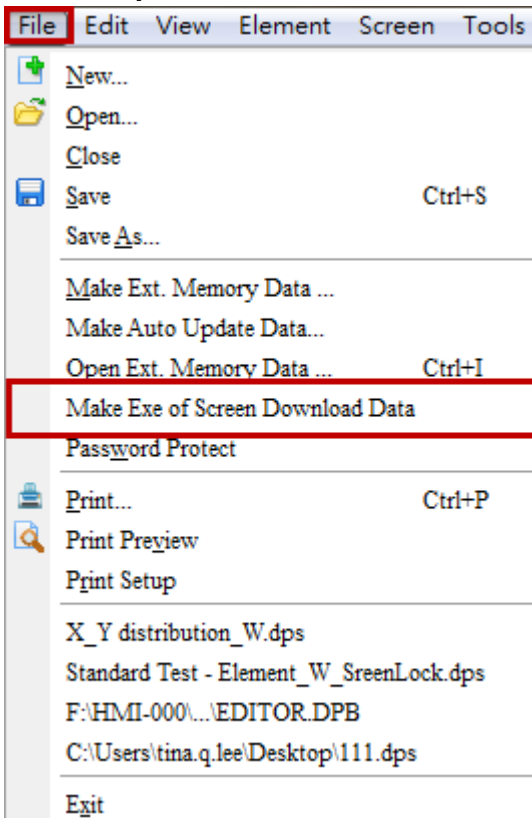 File Edit View Element Screen Tools
New...
Open...
Close
Save Ctrl+S
Save As...
Make Ext. Memory Data ...
Make Auto Update Data...
Open Ext. Memory Data ... Ctrl+I
Make Exe of Screen Download Data
Password Protect
Print... Ctrl+P
Print Preview
Print Setup
X_Y distribution_W.dps
Standard Test - Element_W_SreenLock.dps
F:\HMI-000\...\EDITOR.DPB
C:\Users\tina.q.lee\Desktop\111.dps
Exit